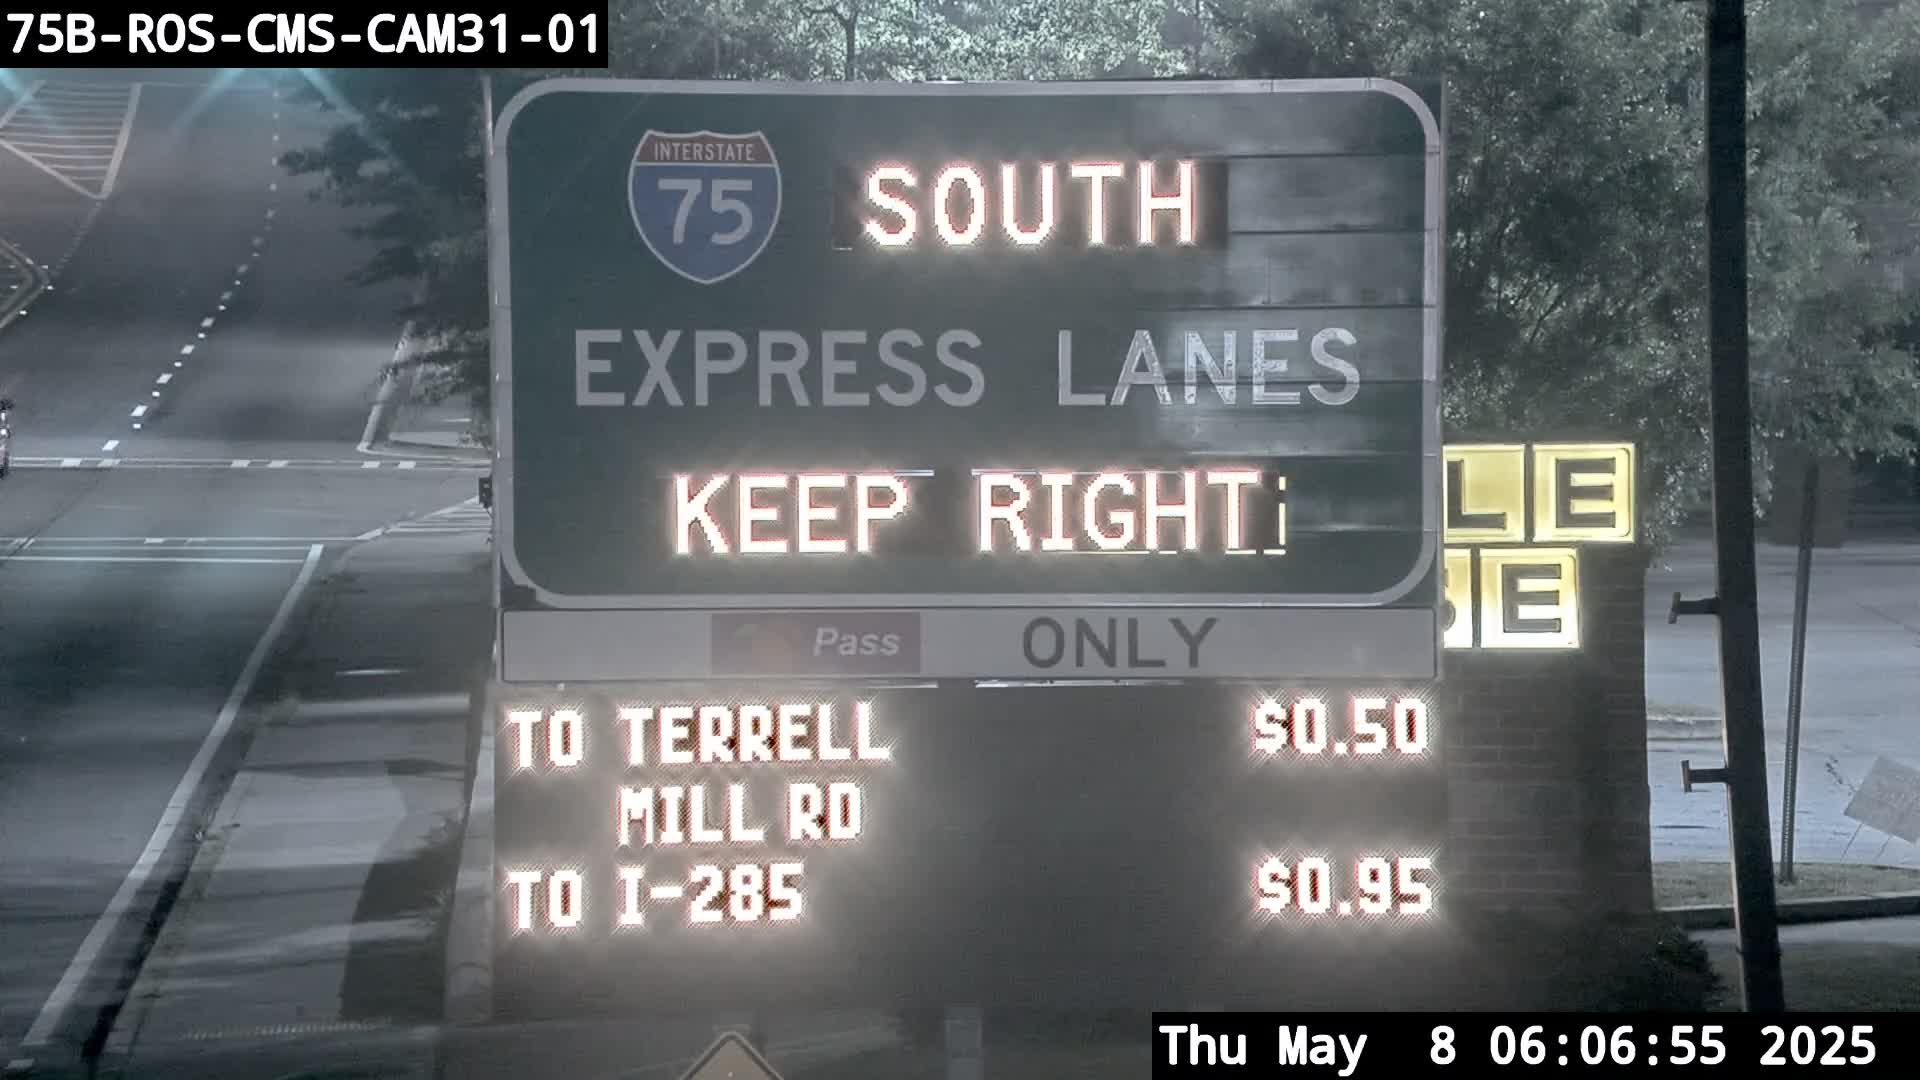 75B-ROS-CMS-CAM31-01
INTERSTATE
75
SOUTH
EXPRESS LANES
KEEP RIGHT
Pass ONLY
LE
E
TO TERRELL $0.50
MILL RD
TO I-285 $0.95
Thu May 8 06:06:55 2025